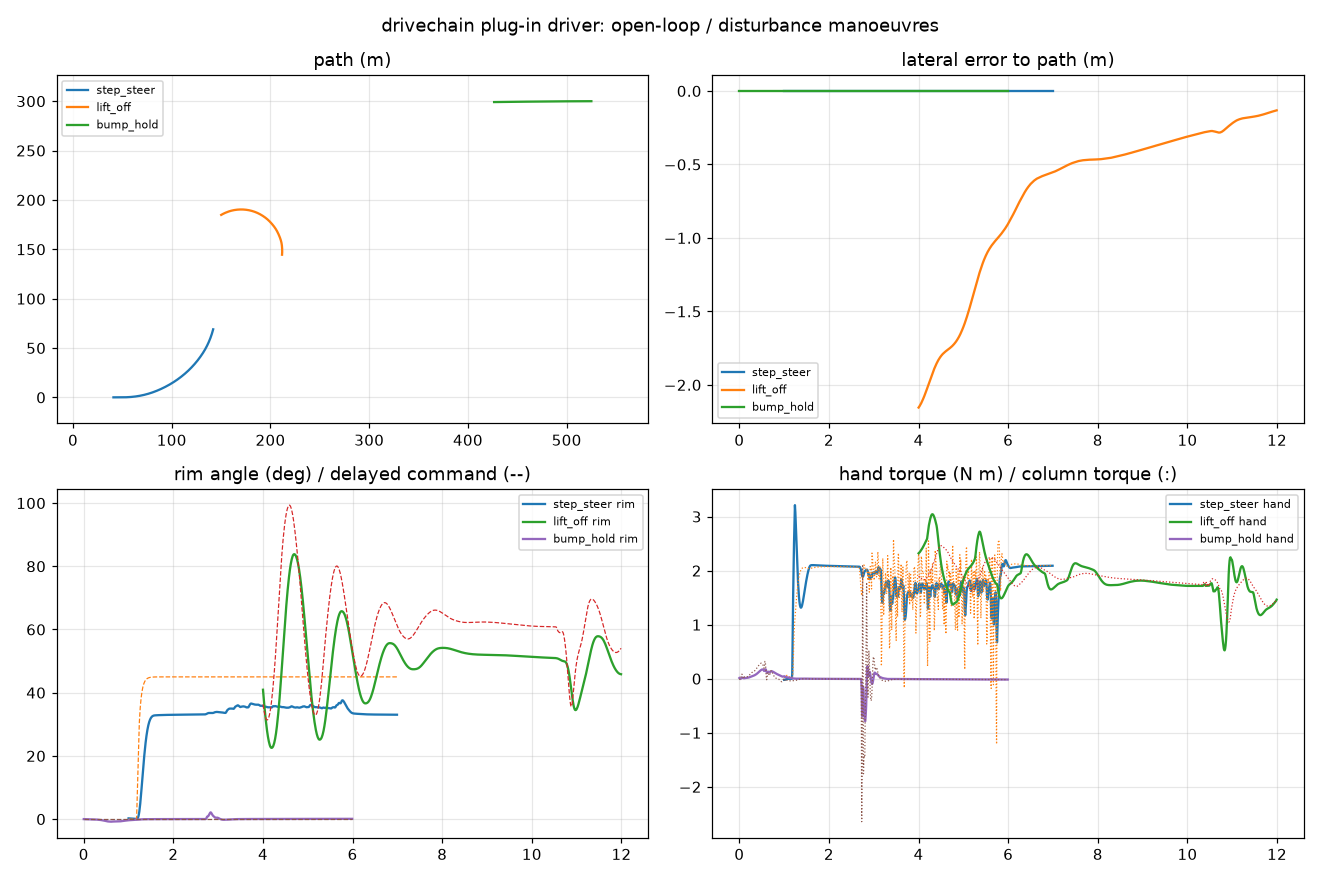 drivechain plug-in driver: open-loop / disturbance manoeuvres
path (m)
step_steer
lift_off
bump_hold
300
250
200
150
100
50
0
0 100 200 300 400 500
lateral error to path (m)
0.0
−0.5
−1.0
−1.5
−2.0
step_steer
lift_off
bump_hold
0 2 4 6 8 10 12
rim angle (deg) / delayed command (--)
100
80
60
40
20
0
step_steer rim
lift_off rim
bump_hold rim
0 2 4 6 8 10 12
hand torque (N m) / column torque (:)
3
2
1
0
−1
−2
step_steer hand
lift_off hand
bump_hold hand
0 2 4 6 8 10 12